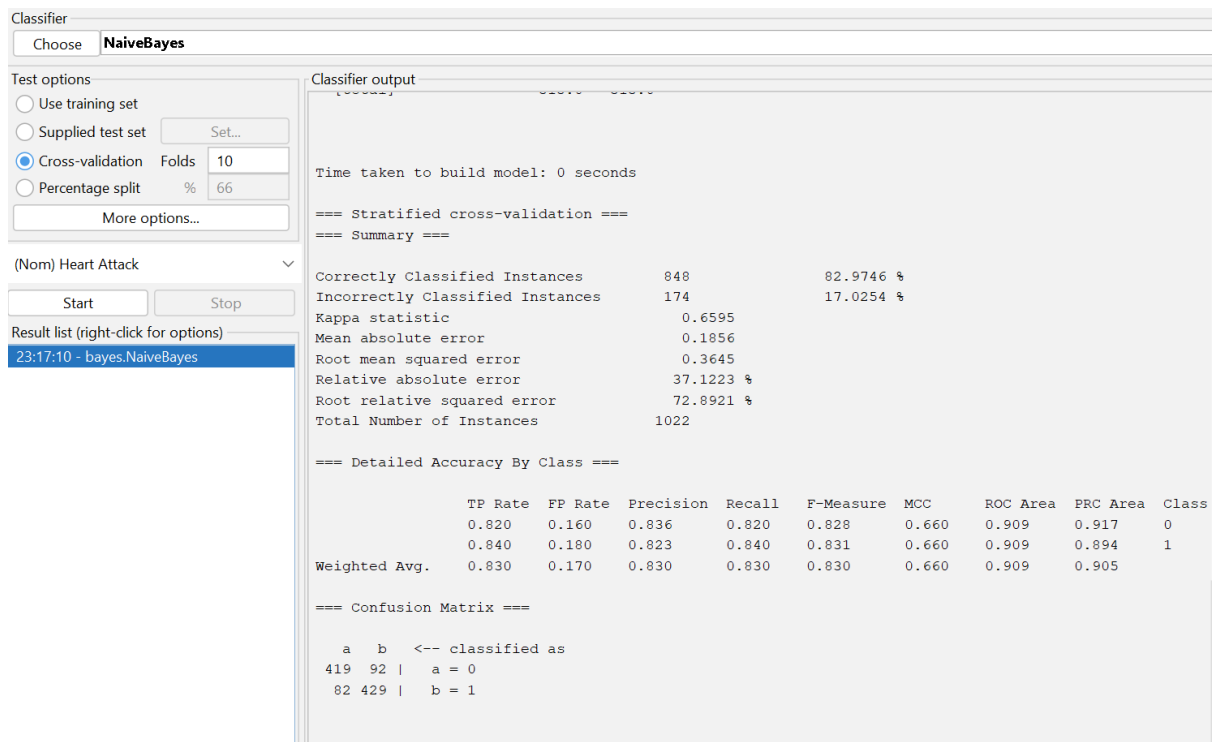 Classifier
Choose NaiveBayes
Test options
Use training set
Supplied test set Set...
Cross-validation Folds 10
Percentage split % 66
More options...
(Nom) Heart Attack
Start Stop
Result list (right-click for options)
23:17:10 - bayes.NaiveBayes
Classifier output
Time taken to build model: 0 seconds
=== Stratified cross-validation ===
=== Summary ===
Correctly Classified Instances 848 82.9746 %
Incorrectly Classified Instances 174 17.0254 %
Kappa statistic 0.6595
Mean absolute error 0.1856
Root mean squared error 0.3645
Relative absolute error 37.1223 %
Root relative squared error 72.8921 %
Total Number of Instances 1022
=== Detailed Accuracy By Class ===
TP Rate FP Rate Precision Recall F-Measure MCC ROC Area PRC Area Class
0.820 0.160 0.836 0.820 0.828 0.660 0.909 0.917 0
0.840 0.180 0.823 0.840 0.831 0.660 0.909 0.894 1
Weighted Avg. 0.830 0.170 0.830 0.830 0.830 0.660 0.909 0.905
=== Confusion Matrix ===
a b <-- classified as
419 92 | a = 0
82 429 | b = 1